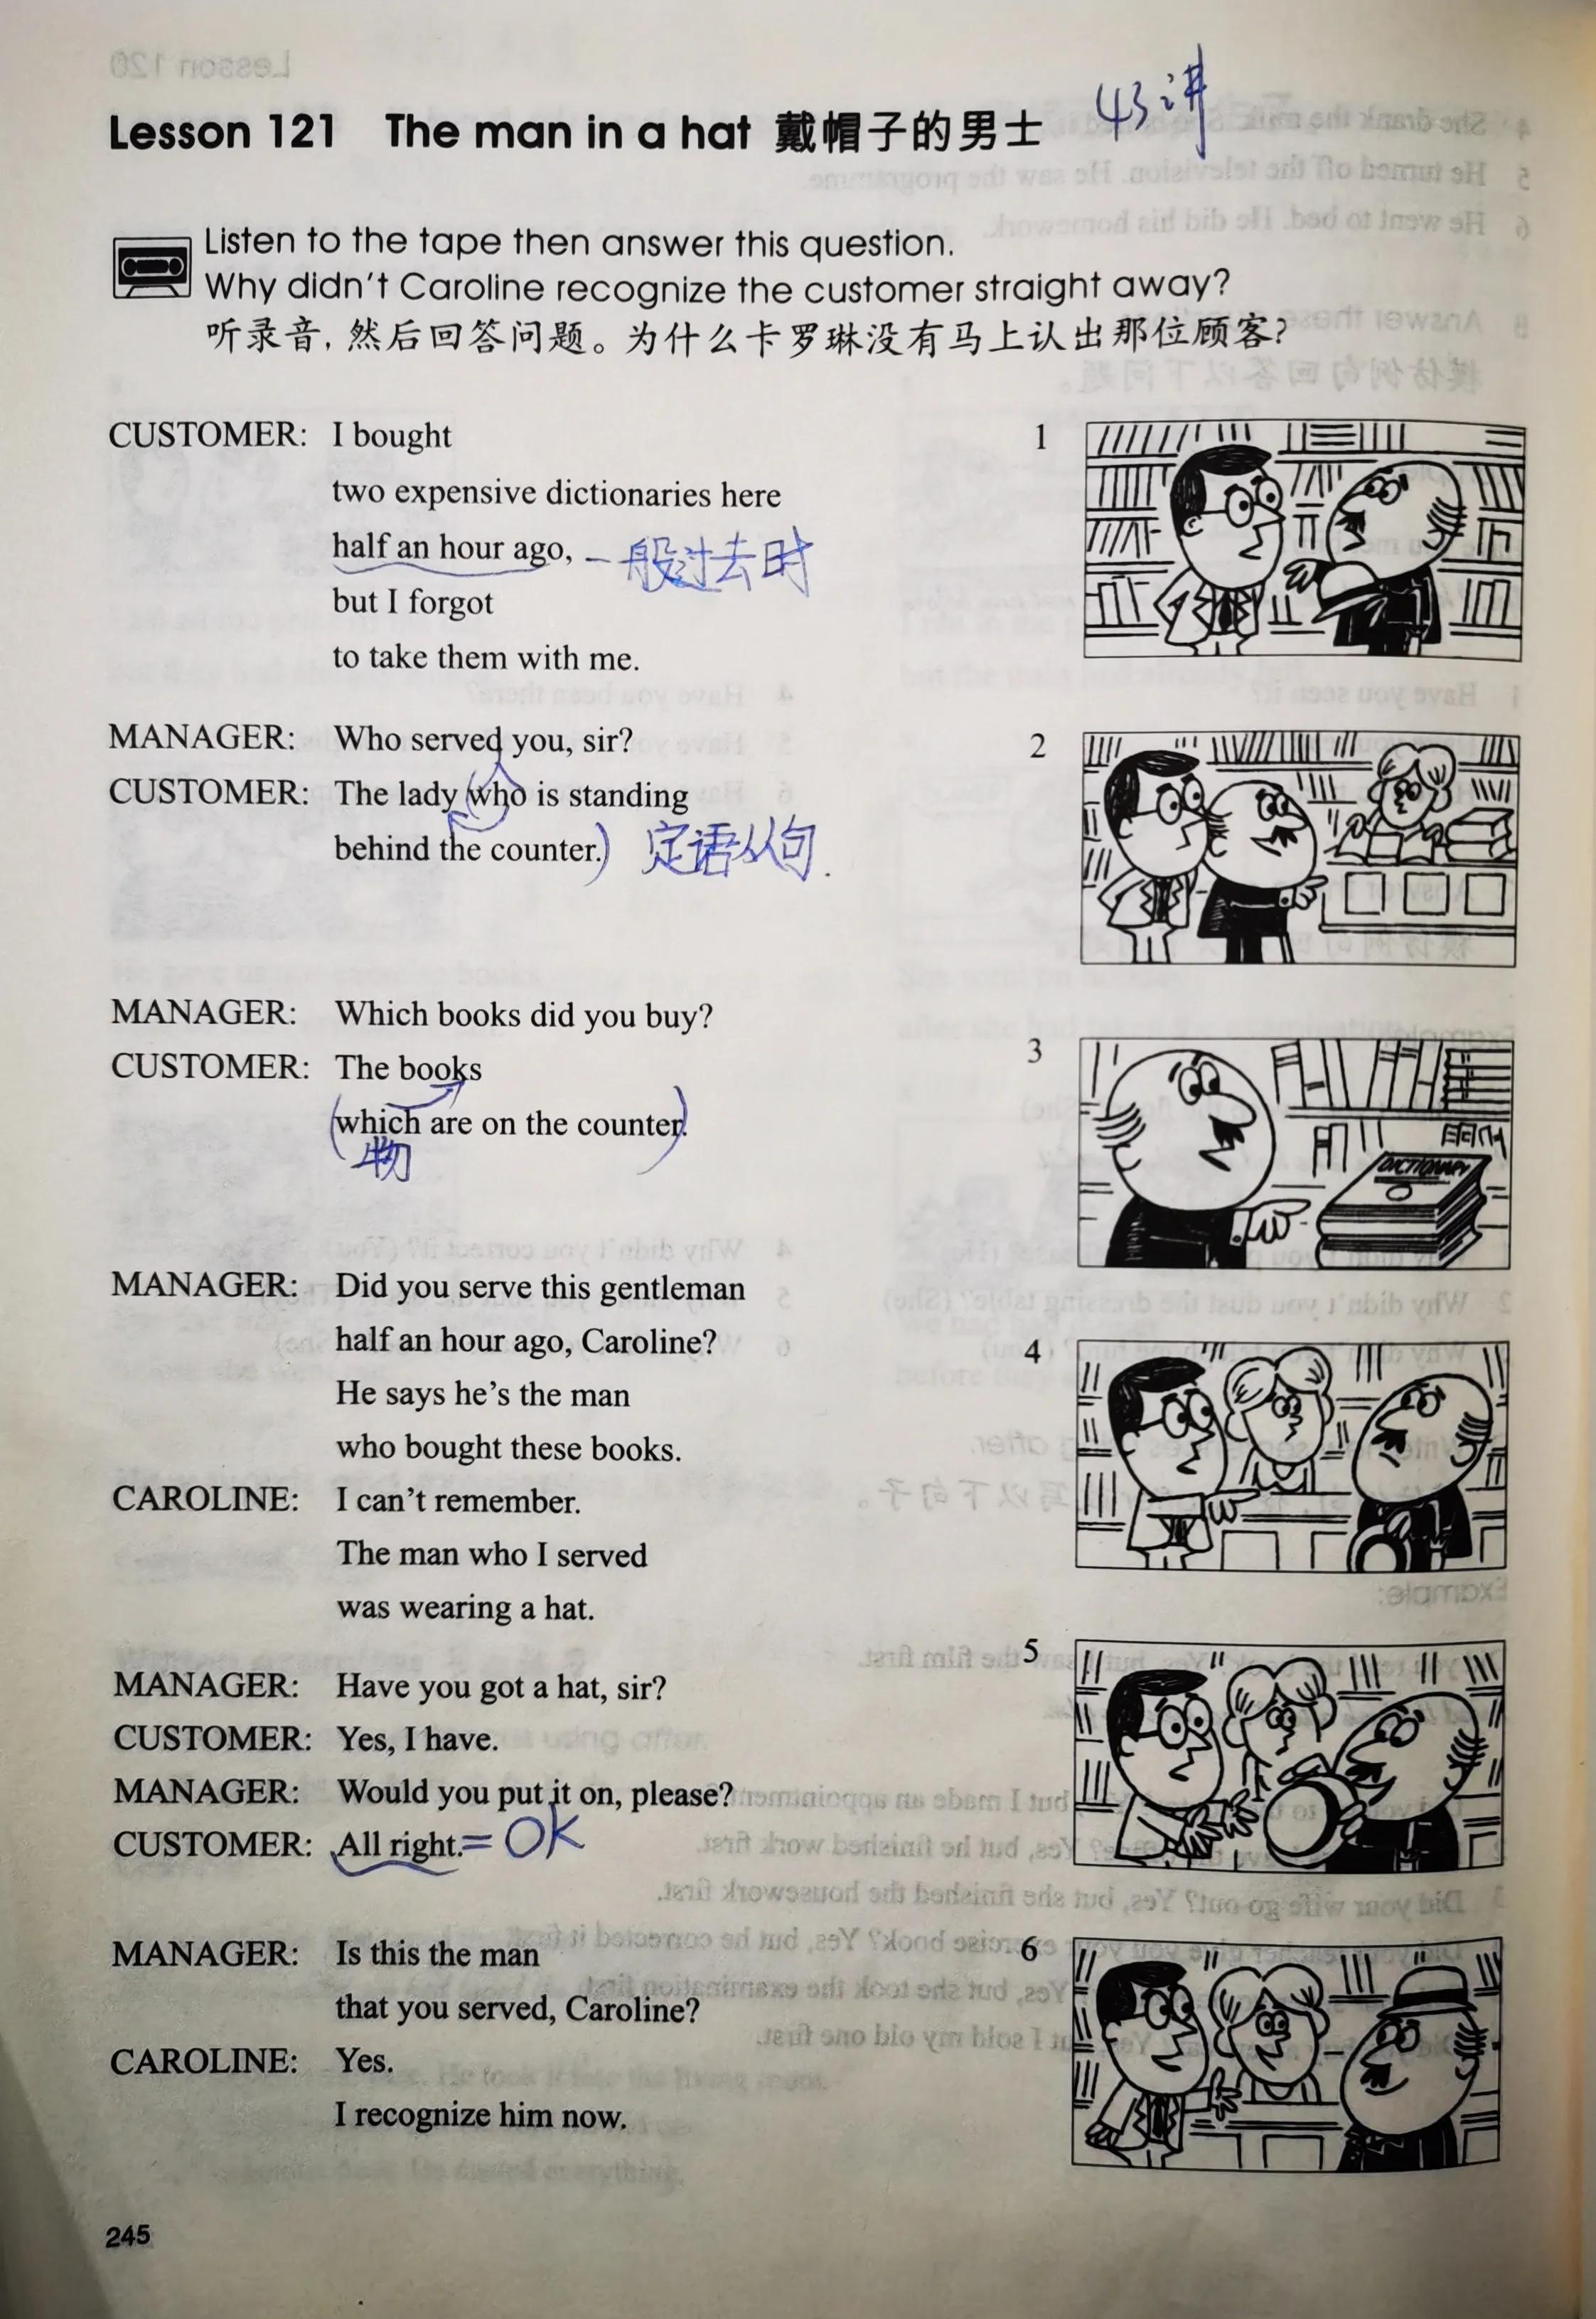 Lesson 121 The man in a hat 戴帽子的男士 43讲
Listen to the tape then answer this question.
Why didn't Caroline recognize the customer straight away?
听录音,然后回答问题。为什么卡罗琳没有马上认出那位顾客?
CUSTOMER: I bought
two expensive dictionaries here
half an hour ago, 一般过去时
but I forgot
to take them with me.
1
MANAGER: Who served you, sir?
CUSTOMER: The lady (who is standing
behind the counter.) 定语从句.
2
MANAGER: Which books did you buy?
CUSTOMER: The books
(which are on the counter.)
物
3
DICTIONARY
MANAGER: Did you serve this gentleman
half an hour ago, Caroline?
He says he's the man
who bought these books.
CAROLINE: I can't remember.
The man who I served
was wearing a hat.
4
MANAGER: Have you got a hat, sir?
CUSTOMER: Yes, I have.
MANAGER: Would you put it on, please?
CUSTOMER: All right. = OK
5
MANAGER: Is this the man
that you served, Caroline?
CAROLINE: Yes.
I recognize him now.
6
245